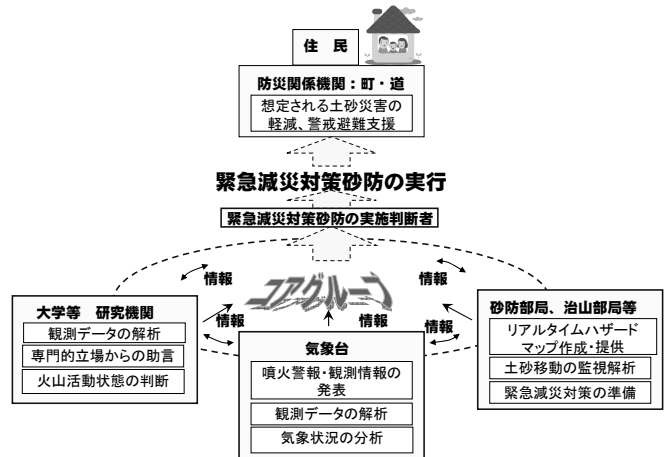 住　民
防災関係機関：町・道
想定される土砂災害の
軽減、警戒避難支援
緊急減災対策砂防の実行
緊急減災対策砂防の実施判断者
情報
コアグループ
情報
大学等　研究機関
観測データの解析
専門的立場からの助言
火山活動状態の判断
情報
情報
情報
気象台
噴火警報・観測情報の
発表
観測データの解析
気象状況の分析
砂防部局、治山部局等
リアルタイムハザード
マップ作成・提供
土砂移動の監視解析
緊急減災対策の準備